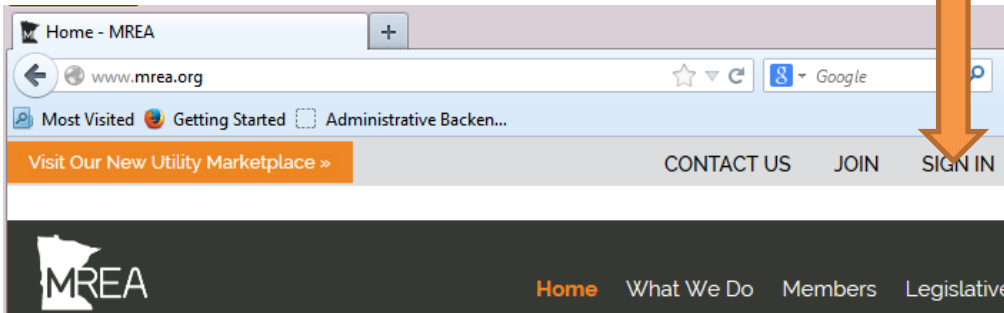 Home - MREA
www.mrea.org
8 Google
Most Visited Getting Started Administrative Backen...
Visit Our New Utility Marketplace » CONTACT US JOIN SIGN IN
MREA
Home What We Do Members Legislative